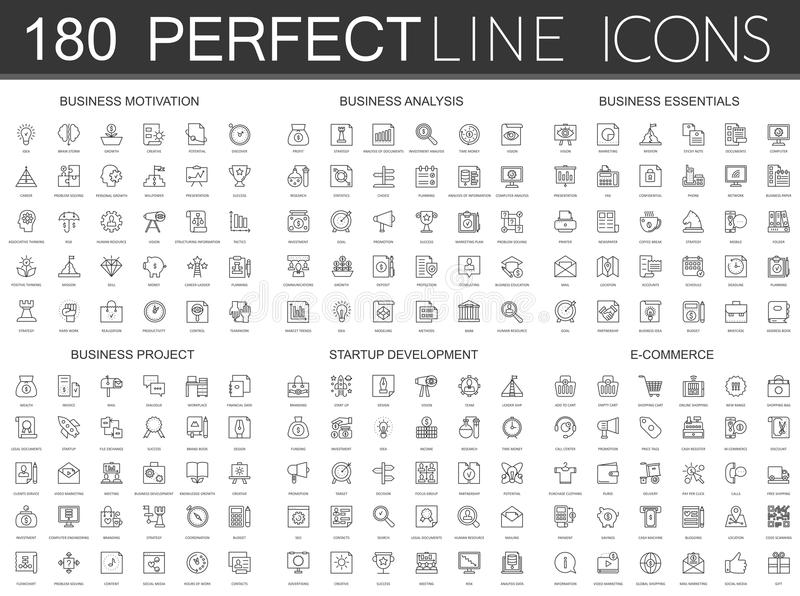 180 PERFECT LINE ICONS
BUSINESS MOTIVATION
IDEA BRAIN STORM GROWTH CREATIVE POTENTIAL DISCOVER
CAREER PROBLEM SOLVING PERSONAL GROWTH WILLPOWER PRESENTATION SUCCESS
ASSOCIATIVE THINKING RGB HUMAN RESOURCE VISION STRUCTURING INFORMATION TACTICS
POSITIVE THINKING MISSION SKILL MONEY CAREER LADDER PLANNING
STRATEGY HARD WORK REALIZATION PRODUCTIVITY CONTROL TEAMWORK
BUSINESS ANALYSIS
PROFIT STRATEGY ANALYSIS OF DOCUMENTS INVESTMENT ANALYSIS TIME MONEY VISION
RESEARCH STATISTICS CHOICE PLANNING ANALYSIS OF INFORMATION COMPUTER ANALYSIS
INVESTMENT GOAL PROMOTION SUCCESS MARKETING PLAN PROBLEM SOLVING
COMMUNICATIONS GROWTH DEPOSIT PROTECTION CONSULTING BUSINESS EDUCATION
MARKET TRENDS IDEA MODELING METHODS BANK HUMAN RESOURCE
BUSINESS ESSENTIALS
VISION MARKETING MISSION STICKY NOTE DOCUMENTS COMPUTER
PRESENTATION FAX CONFIDENTIAL PHONE NETWORK BUSINESS PAPER
PRINTER NEWSPAPER COFFEE BREAK STRATEGY MOBILE FOLDER
MAIL LOCATION ACCOUNTS SCHEDULE DEADLINE PLANNING
GOAL PARTNERSHIP BUSINESS IDEA BUDGET BRIEFCASE ADDRESS BOOK
BUSINESS PROJECT
WEALTH INVOICE MAIL DIALOGUE WORKPLACE FINANCIAL DATA
LEGAL DOCUMENTS STARTUP FILE EXCHANGE SUCCESS BRAND BOOK DESIGN
CLIENTS SERVICE VIDEO MARKETING MEETING BUSINESS DEVELOPMENT KNOWLEDGE GROWTH CREATIVE
INVESTMENT COMPUTER ENGINEERING BRANDING STRATEGY COORDINATION BUDGET
FLOWCHART PROBLEM SOLVING CONTENT SOCIAL MEDIA HOURS OF WORK CONTACTS
STARTUP DEVELOPMENT
BRANDING START UP DESIGN VISION TEAM LEADER SHIP
FUNDING INVESTMENT IDEA INCOME RESEARCH TIME MONEY
PROMOTION TARGET DECISION FOCUS GROUP PARTNERSHIP POTENTIAL
SEO CONTACTS SEARCH LEGAL DOCUMENTS HUMAN RESOURCE MAILING
ADVERTISING CREATIVE SUCCESS MEETING RISK ANALYSIS DATA
E-COMMERCE
ADD TO CART EMPTY CART SHOPPING CART ONLINE SHOPPING NEW RANGE SHOPPING BAG
CALL CENTER PROMOTION PRICE TAGS CASH REGISTER M-COMMERCE DISCOUNT
PURCHASE CLOTHING PURSE DELIVERY PAY PER CLICK CALLS FREE SHIPPING
PAYMENT SAVINGS CASH MACHINE BLOGGING LOCATION CODE SCANNING
INFORMATION VIDEO MARKETING GLOBAL SHOPPING MAIL MARKETING SOCIAL MEDIA GIFT
dreamstime